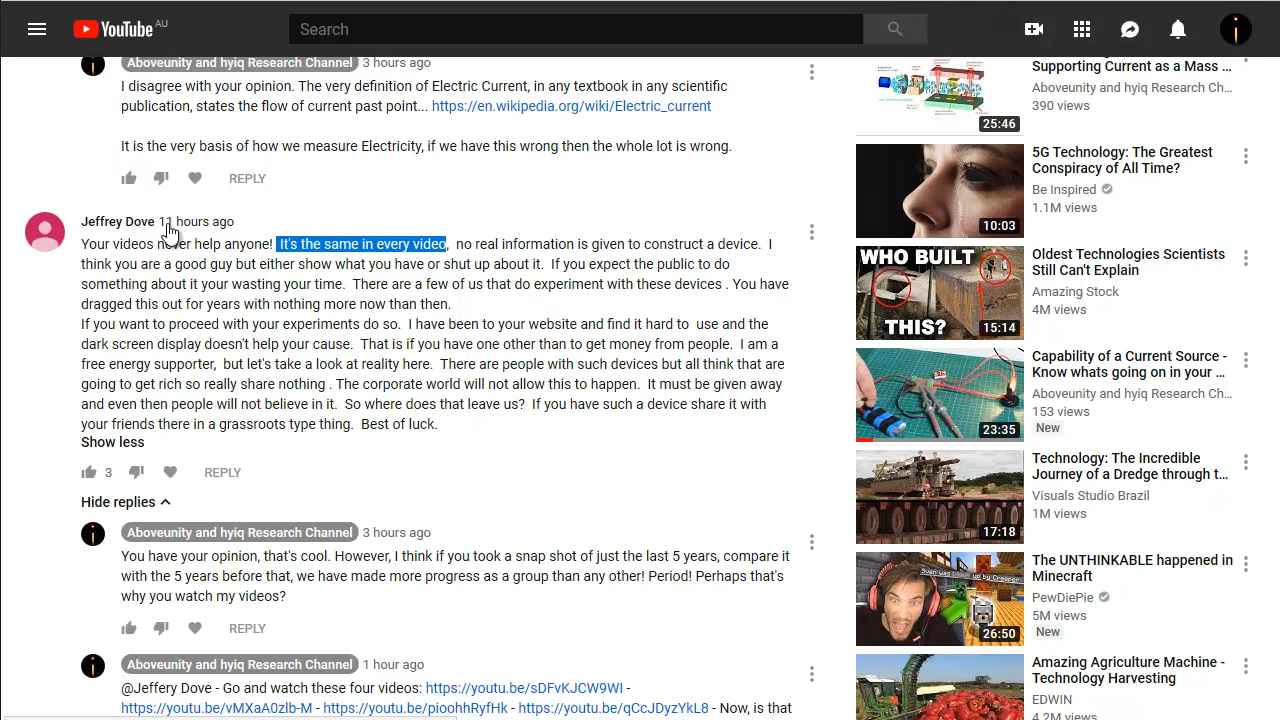 YouTube AU
Search
Aboveunity and hyiq Research Channel 3 hours ago
I disagree with your opinion. The very definition of Electric Current, in any textbook in any scientific
publication, states the flow of current past point... https://en.wikipedia.org/wiki/Electric_current
It is the very basis of how we measure Electricity, if we have this wrong then the whole lot is wrong.
REPLY
Jeffrey Dove 11 hours ago
Your videos never help anyone! It's the same in every video, no real information is given to construct a device. I
think you are a good guy but either show what you have or shut up about it. If you expect the public to do
something about it your wasting your time. There are a few of us that do experiment with these devices . You have
dragged this out for years with nothing more now than then.
If you want to proceed with your experiments do so. I have been to your website and find it hard to use and the
dark screen display doesn't help your cause. That is if you have one other than to get money from people. I am a
free energy supporter, but let's take a look at reality here. There are people with such devices but all think that are
going to get rich so really share nothing . The corporate world will not allow this to happen. It must be given away
and even then people will not believe in it. So where does that leave us? If you have such a device share it with
your friends there in a grassroots type thing. Best of luck.
Show less
3 REPLY
Hide replies
Aboveunity and hyiq Research Channel 3 hours ago
You have your opinion, that's cool. However, I think if you took a snap shot of just the last 5 years, compare it
with the 5 years before that, we have made more progress as a group than any other! Period! Perhaps that's
why you watch my videos?
REPLY
Aboveunity and hyiq Research Channel 1 hour ago
@Jeffery Dove - Go and watch these four videos: https://youtu.be/sDFvKJCW9WI -
https://youtu.be/vMXaA0zlb-M - https://youtu.be/pioohhRyfHk - https://youtu.be/qCcJDyzYkL8 - Now, is that
25:46
Supporting Current as a Mass ...
Aboveunity and hyiq Research Ch...
390 views
10:03
5G Technology: The Greatest
Conspiracy of All Time?
Be Inspired
1.1M views
WHO BUILT
THIS?
15:14
Oldest Technologies Scientists
Still Can't Explain
Amazing Stock
4M views
23:35
Capability of a Current Source -
Know whats going on in your ...
Aboveunity and hyiq Research Ch...
153 views
New
17:18
Technology: The Incredible
Journey of a Dredge through t...
Visuals Studio Brazil
1M views
26:50
The UNTHINKABLE happened in
Minecraft
PewDiePie
5M views
New
Amazing Agriculture Machine -
Technology Harvesting
EDWIN
4.2M views